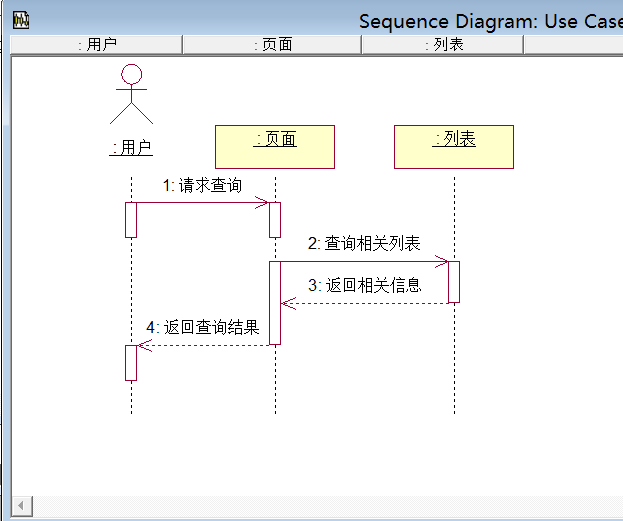 Sequence Diagram: Use Case
: 用户
: 页面
: 列表
: 用户
: 页面
: 列表
1: 请求查询
2: 查询相关列表
3: 返回相关信息
4: 返回查询结果